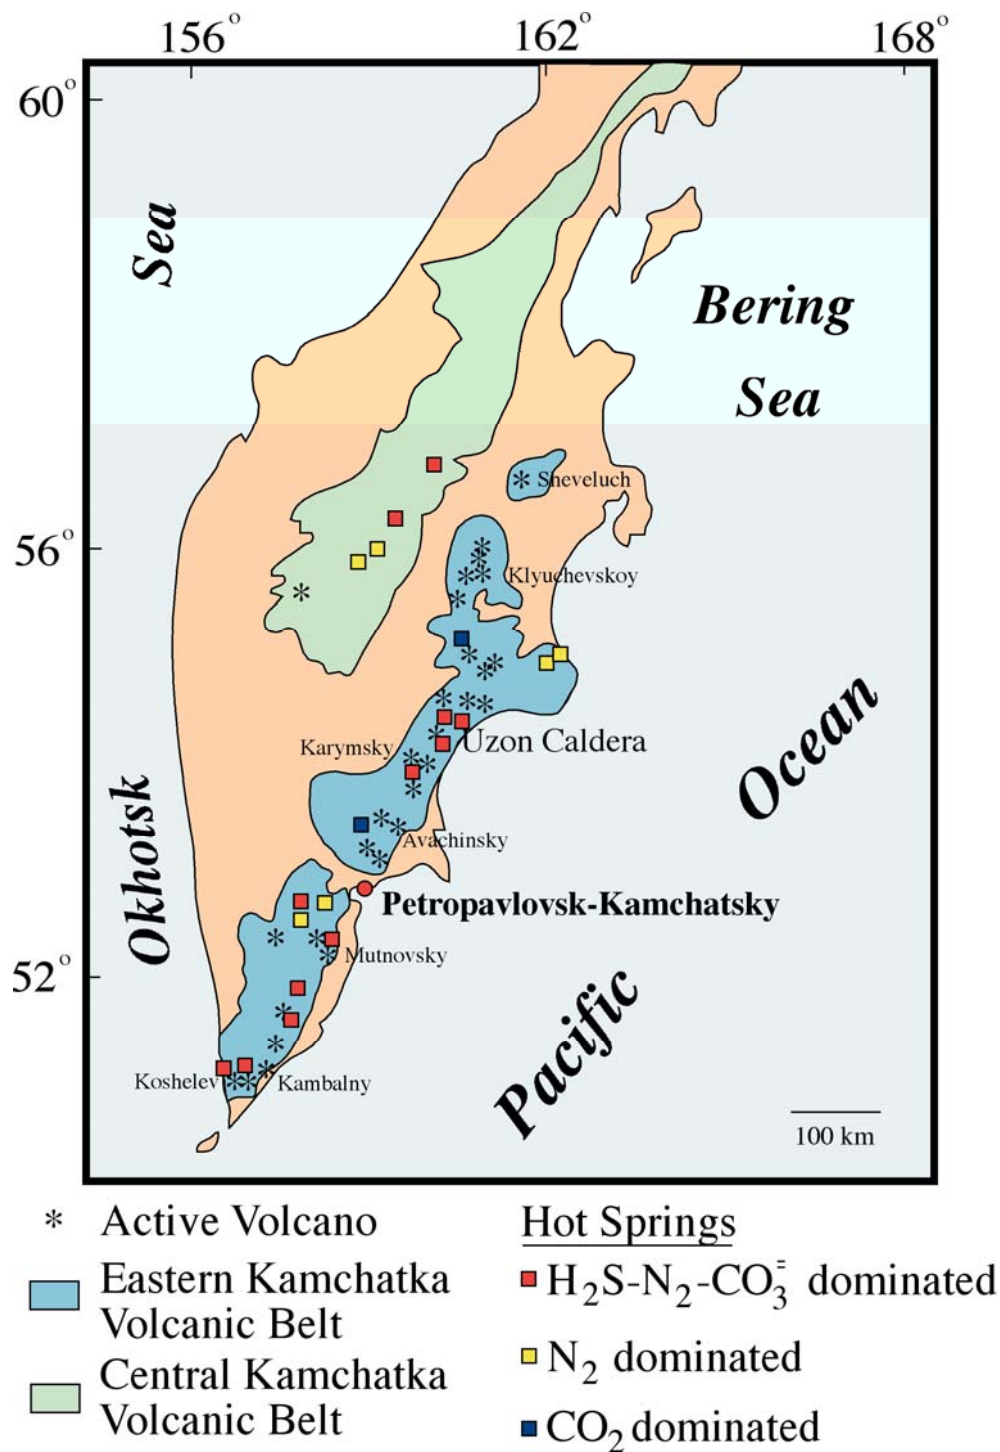 156° 162° 168°
60°
Sea
Bering
Sea
Sheveluch
56°
Klyuchevskoy
Karymsky
Uzon Caldera
Ocean
Okhotsk
Avachinsky
Petropavlovsk-Kamchatsky
Mutnovsky
52°
Pacific
Koshelev
Kambalny
100 km
* Active Volcano
Eastern Kamchatka
Volcanic Belt
Central Kamchatka
Volcanic Belt
Hot Springs
H₂S-N₂-CO₃⁼ dominated
N₂ dominated
CO₂ dominated